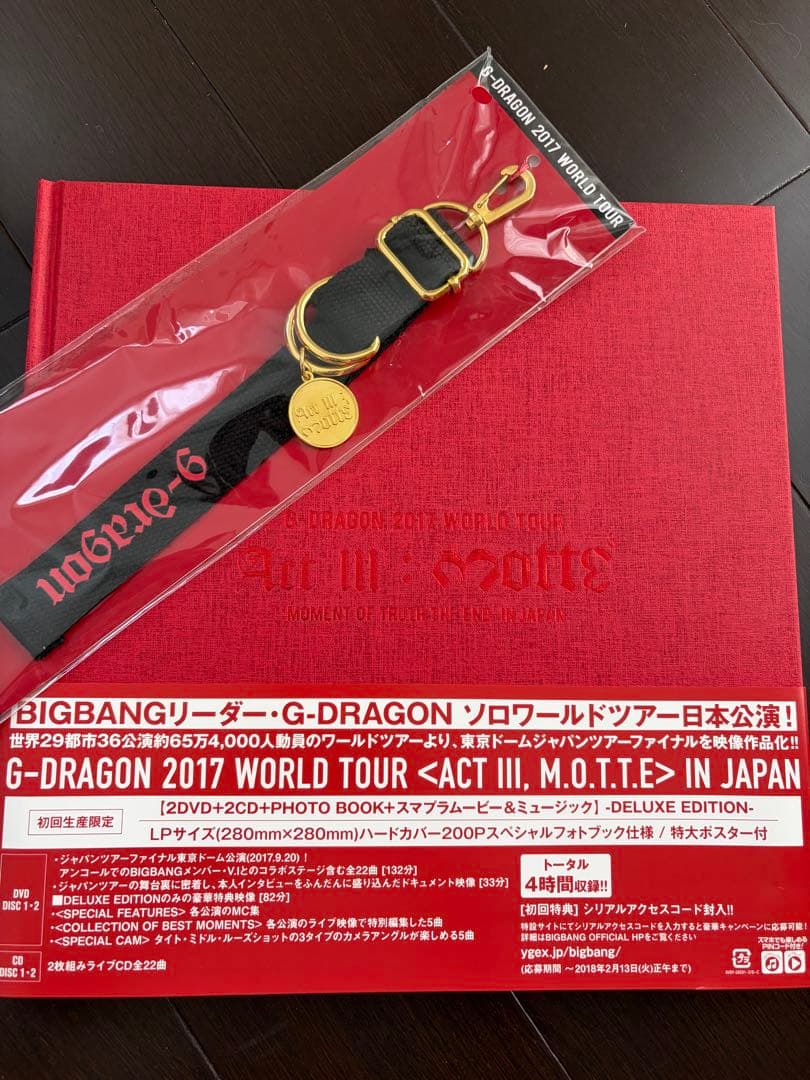 G-DRAGON 2017 WORLD TOUR
Act III :
Motte
g-dragon
G-DRAGON 2017 WORLD TOUR
Act III : Motte
MOMENT OF TRUTH THE END IN JAPAN
BIGBANGリーダー・G-DRAGON ソロワールドツアー日本公演!
世界29都市36公演約65万4,000人動員のワールドツアーより、東京ドームジャパンツアーファイナルを映像作品化!!
G-DRAGON 2017 WORLD TOUR <ACT III, M.O.T.T.E> IN JAPAN
初回生産限定
【2DVD+2CD+PHOTO BOOK+スマプラムービー&ミュージック】-DELUXE EDITION-
LPサイズ(280mm×280mm)ハードカバー200Pスペシャルフォトブック仕様 / 特大ポスター付
DVD
DISC 1・2
・ジャパンツアーファイナル東京ドーム公演(2017.9.20)!
アンコールでのBIGBANGメンバー・V.Iとのコラボステージ含む全22曲 [132分]
・ジャパンツアーの舞台裏に密着し、本人インタビューをふんだんに盛り込んだドキュメント映像 [33分]
■DELUXE EDITIONのみの豪華特典映像 [82分]
・<SPECIAL FEATURES> 各公演のMC集
・<COLLECTION OF BEST MOMENTS> 各公演のライブ映像で特別編集した5曲
・<SPECIAL CAM> タイト・ミドル・ルーズショットの3タイプのカメラアングルが楽しめる5曲
CD
DISC 1・2
2枚組みライブCD全22曲
トータル
4時間収録!!
[初回特典] シリアルアクセスコード封入!!
特設サイトにてシリアルアクセスコードを入力すると豪華キャンペーンに応募可能!
詳細はBIGBANG OFFICIAL HPをご覧ください
ygex.jp/bigbang/
(応募期間 〜2018年2月13日(火)正午まで)
スマホでも楽しめる
PINコード付き!